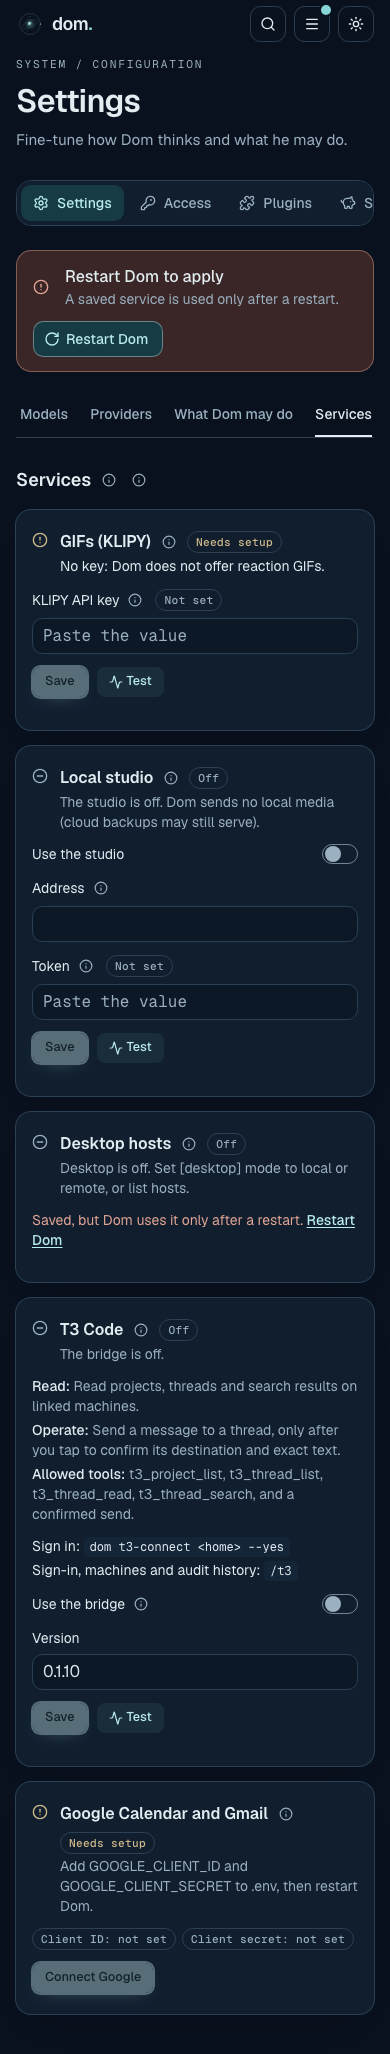 dom.
SYSTEM / CONFIGURATION
Settings
Fine-tune how Dom thinks and what he may do.
Settings Access Plugins S
Restart Dom to apply
A saved service is used only after a restart.
Restart Dom
Models Providers What Dom may do Services
Services
GIFs (KLIPY) Needs setup
No key: Dom does not offer reaction GIFs.
KLIPY API key Not set
Paste the value
Save Test
Local studio Off
The studio is off. Dom sends no local media
(cloud backups may still serve).
Use the studio
Address
Token Not set
Paste the value
Save Test
Desktop hosts Off
Desktop is off. Set [desktop] mode to local or
remote, or list hosts.
Saved, but Dom uses it only after a restart. Restart
Dom
T3 Code Off
The bridge is off.
Read: Read projects, threads and search results on
linked machines.
Operate: Send a message to a thread, only after
you tap to confirm its destination and exact text.
Allowed tools: t3_project_list, t3_thread_list,
t3_thread_read, t3_thread_search, and a
confirmed send.
Sign in: dom t3-connect <home> --yes
Sign-in, machines and audit history: /t3
Use the bridge
Version
0.1.10
Save Test
Google Calendar and Gmail
Needs setup
Add GOOGLE_CLIENT_ID and
GOOGLE_CLIENT_SECRET to .env, then restart
Dom.
Client ID: not set Client secret: not set
Connect Google